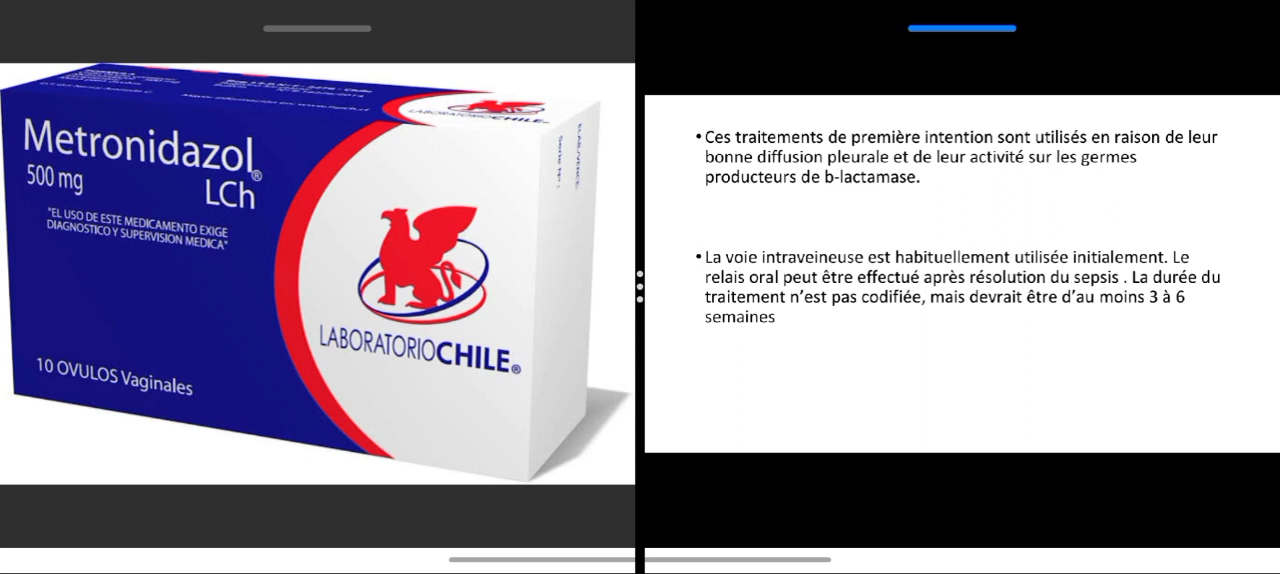 Metronidazol®
500 mg
LCh
"EL USO DE ESTE MEDICAMENTO EXIGE
DIAGNOSTICO Y SUPERVISION MEDICA"
10 OVULOS Vaginales
LABORATORIOCHILE®
LABORATORIOCHILE®
• Ces traitements de première intention sont utilisés en raison de leur
bonne diffusion pleurale et de leur activité sur les germes
producteurs de b-lactamase.
• La voie intraveineuse est habituellement utilisée initialement. Le
relais oral peut être effectué après résolution du sepsis . La durée du
traitement n'est pas codifiée, mais devrait être d'au moins 3 à 6
semaines